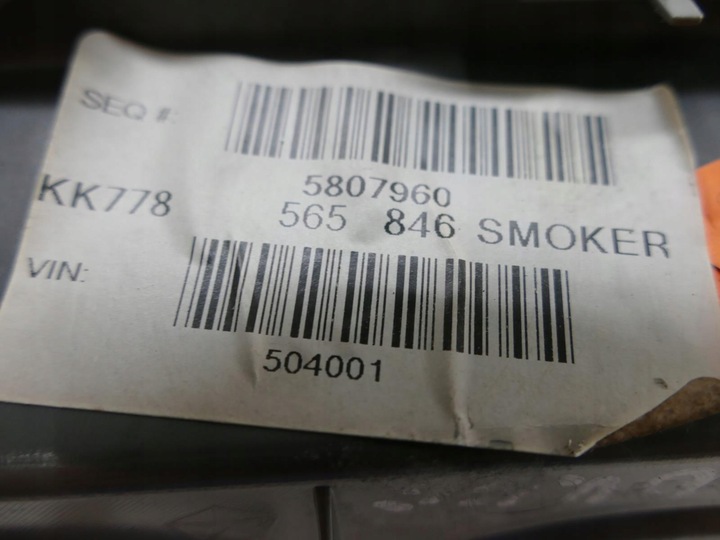 SEQ #:
5807960
KK778 565 846 SMOKER
VIN:
504001